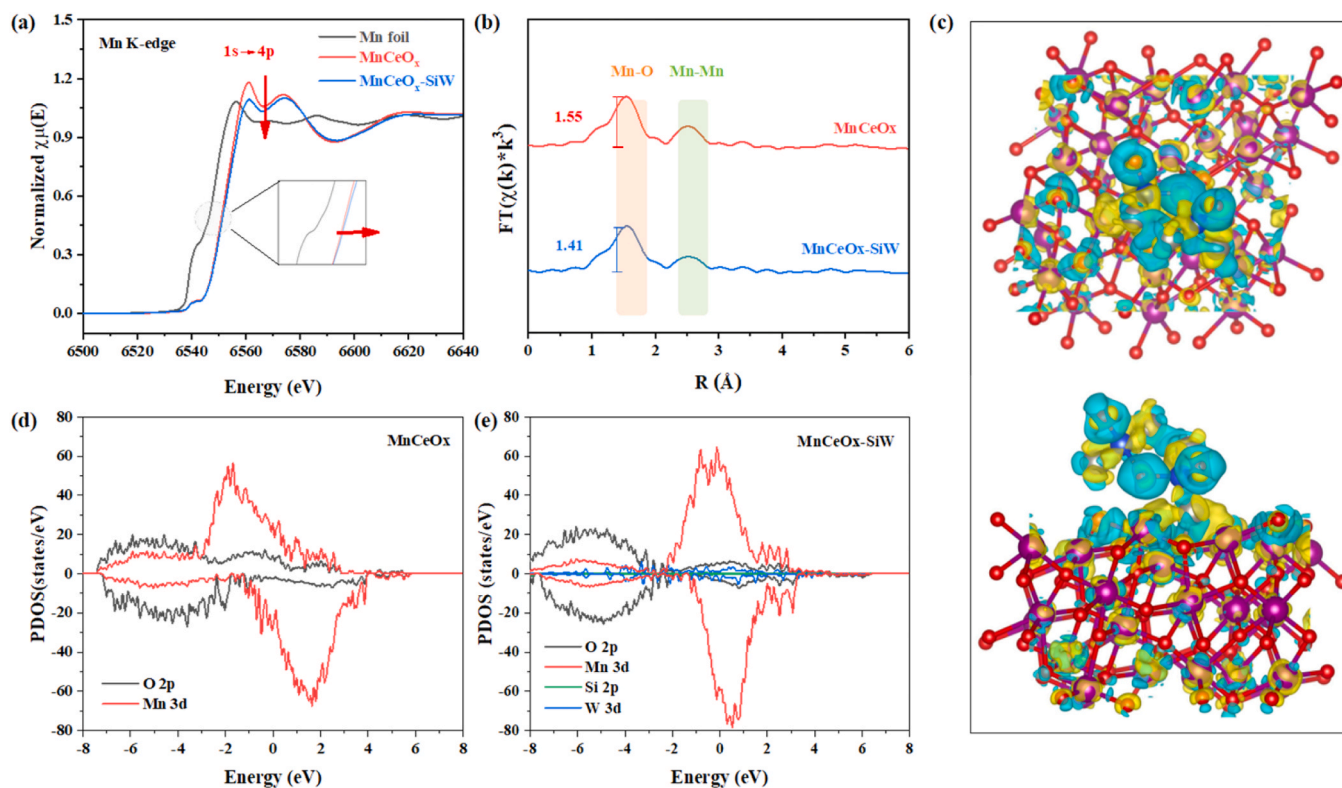 (a)
Mn K-edge
1s→4p
Mn foil
MnCeOₓ
MnCeOₓ-SiW
Normalized χμ(E)
1.5
1.2
0.9
0.6
0.3
0.0
6500 6520 6540 6560 6580 6600 6620 6640
Energy (eV)
(b)
Mn-O Mn-Mn
1.55
MnCeOx
1.41
MnCeOx-SiW
FT(χ(k)*k³)
0 1 2 3 4 5 6
R (Å)
(c)
(d)
MnCeOx
PDOS(states/eV)
80
60
40
20
0
20
40
60
80
O 2p
Mn 3d
-8 -6 -4 -2 0 2 4 6 8
Energy (eV)
(e)
MnCeOx-SiW
PDOS (states/eV)
80
60
40
20
0
20
40
60
80
O 2p
Mn 3d
Si 2p
W 3d
-8 -6 -4 -2 0 2 4 6 8
Energy (eV)